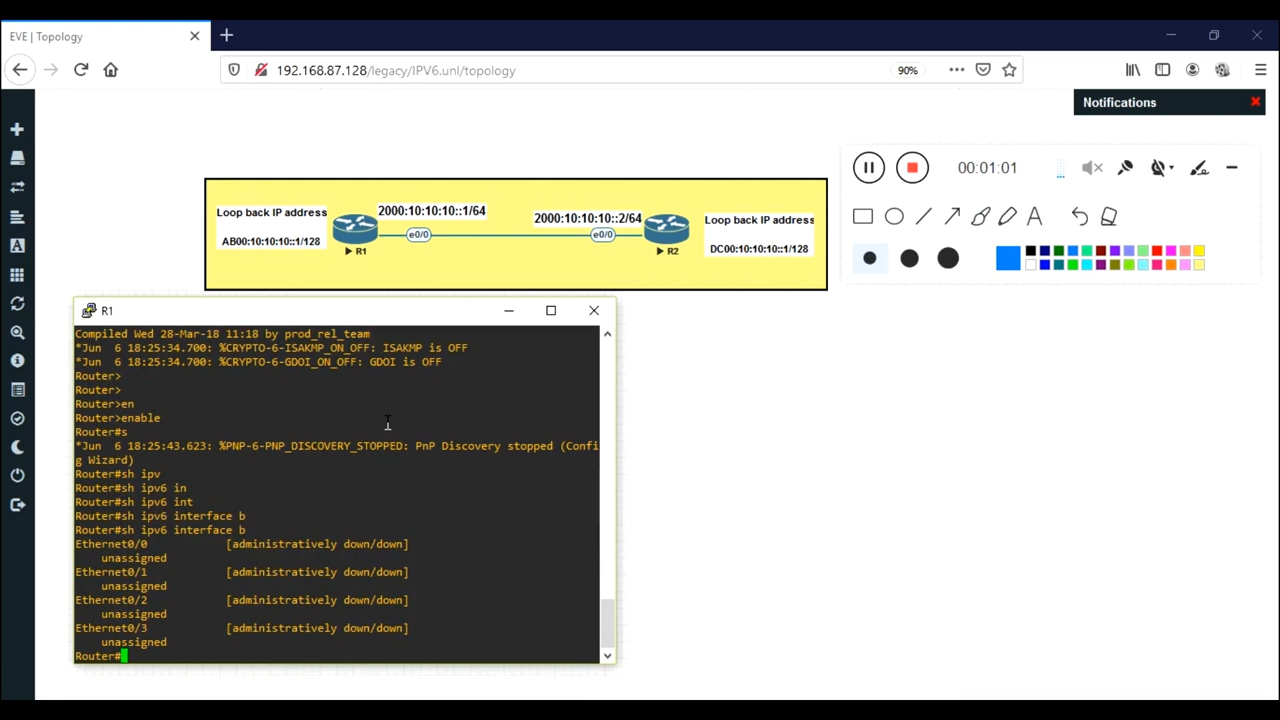 EVE | Topology
192.168.87.128/legacy/IPV6.unl/topology
90%
Notifications
00:01:01
Loop back IP address
AB00:10:10:10::1/128
2000:10:10:10::1/64
e0/0
R1
2000:10:10:10::2/64
e0/0
R2
Loop back IP address
DC00:10:10:10::1/128
R1
Compiled Wed 28-Mar-18 11:18 by prod_rel_team
*Jun  6 18:25:34.700: %CRYPTO-6-ISAKMP_ON_OFF: ISAKMP is OFF
*Jun  6 18:25:34.700: %CRYPTO-6-GDOI_ON_OFF: GDOI is OFF
Router>
Router>
Router>en
Router>enable
Router#s
*Jun  6 18:25:43.623: %PNP-6-PNP_DISCOVERY_STOPPED: PnP Discovery stopped (Confi
g Wizard)
Router#sh ipv
Router#sh ipv6 in
Router#sh ipv6 int
Router#sh ipv6 interface b
Router#sh ipv6 interface b
Ethernet0/0 [administratively down/down]
unassigned
Ethernet0/1 [administratively down/down]
unassigned
Ethernet0/2 [administratively down/down]
unassigned
Ethernet0/3 [administratively down/down]
unassigned
Router#